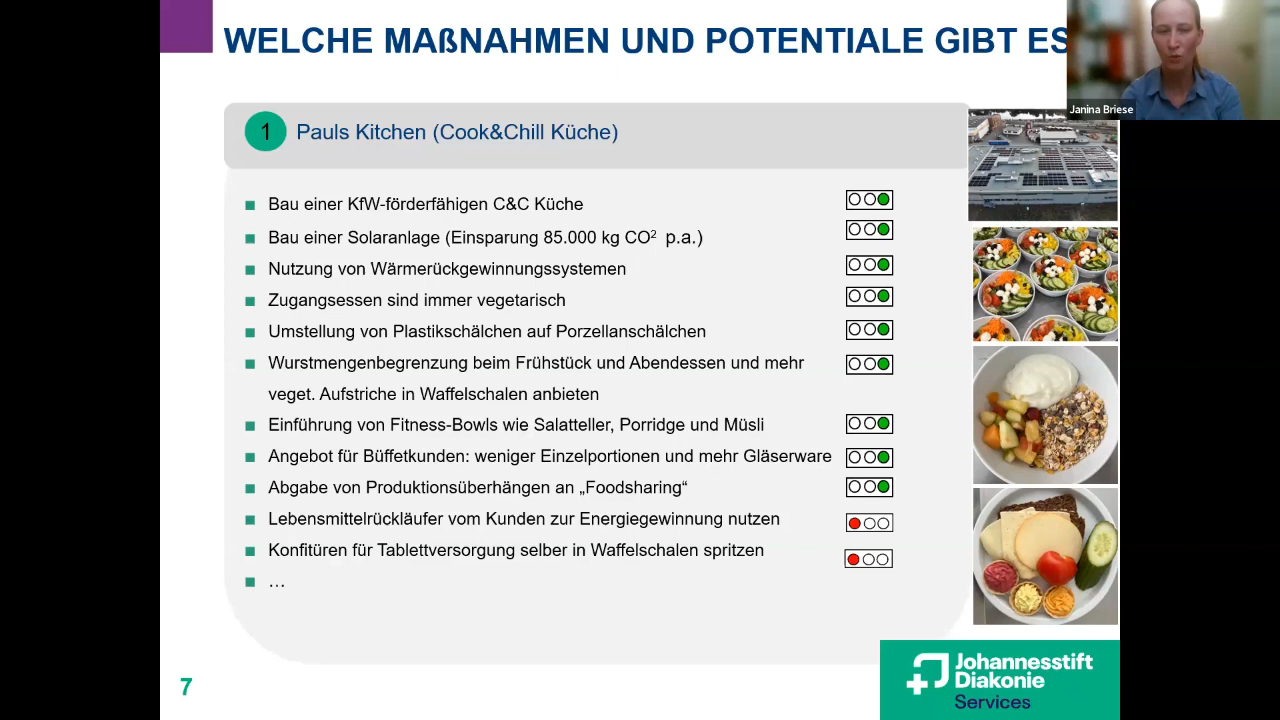 WELCHE MAßNAHMEN UND POTENTIALE GIBT ES
Janina Briese
1 Pauls Kitchen (Cook&Chill Küche)
Bau einer KfW-förderfähigen C&C Küche
Bau einer Solaranlage (Einsparung 85.000 kg CO² p.a.)
Nutzung von Wärmerückgewinnungssystemen
Zugangsessen sind immer vegetarisch
Umstellung von Plastikschälchen auf Porzellanschälchen
Wurstmengenbegrenzung beim Frühstück und Abendessen und mehr
veget. Aufstriche in Waffelschalen anbieten
Einführung von Fitness-Bowls wie Salatteller, Porridge und Müsli
Angebot für Büffetkunden: weniger Einzelportionen und mehr Gläserware
Abgabe von Produktionsüberhängen an „Foodsharing“
Lebensmittelrückläufer vom Kunden zur Energiegewinnung nutzen
Konfitüren für Tablettversorgung selber in Waffelschalen spritzen
…
7
Johannesstift
Diakonie
Services